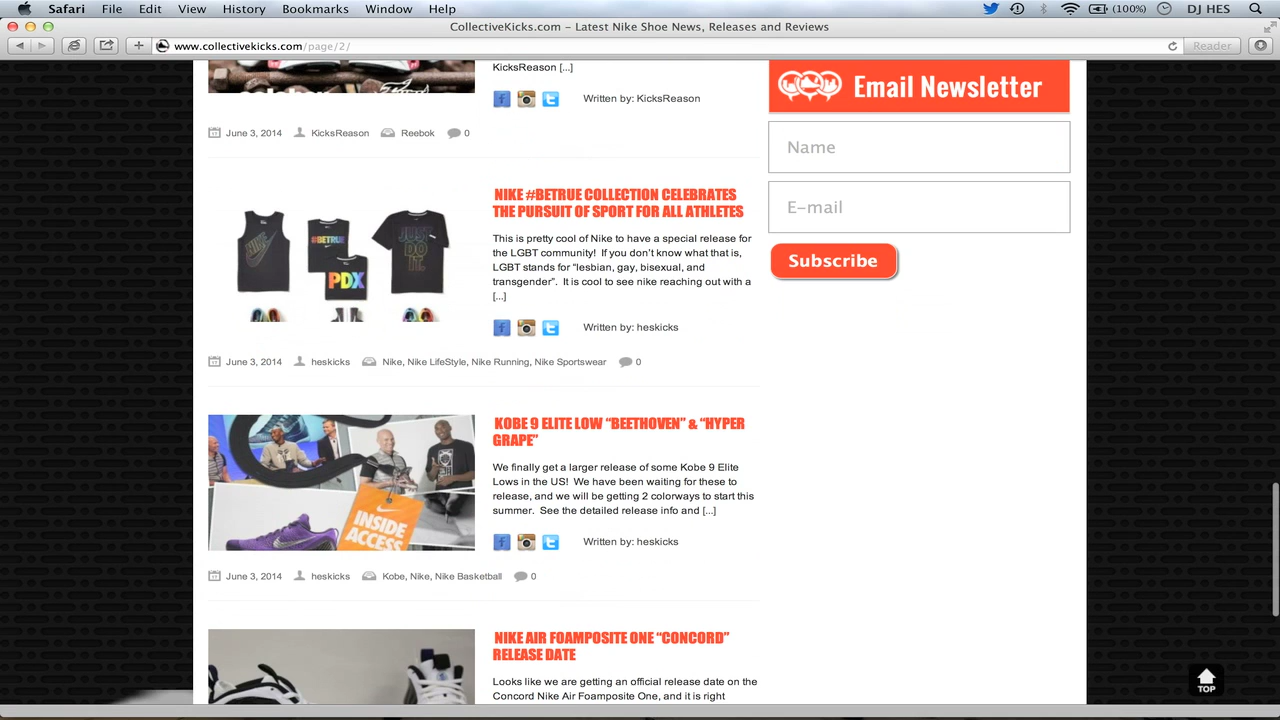 Safari File Edit View History Bookmarks Window Help (100%) DJ HES
CollectiveKicks.com – Latest Nike Shoe News, Releases and Reviews
www.collectivekicks.com/page/2/ Reader
KicksReason [...]
Written by: KicksReason
June 3, 2014 KicksReason Reebok 0
Email Newsletter
Name
E-mail
Subscribe
NIKE #BETRUE COLLECTION CELEBRATES
THE PURSUIT OF SPORT FOR ALL ATHLETES
#BETRUE
PDX
JUST
DO
IT.
This is pretty cool of Nike to have a special release for
the LGBT community! If you don't know what that is,
LGBT stands for “lesbian, gay, bisexual, and
transgender”. It is cool to see nike reaching out with a
[...]
Written by: heskicks
June 3, 2014 heskicks Nike, Nike LifeStyle, Nike Running, Nike Sportswear 0
KOBE 9 ELITE LOW “BEETHOVEN” & “HYPER
GRAPE”
INSIDE
ACCESS
We finally get a larger release of some Kobe 9 Elite
Lows in the US! We have been waiting for these to
release, and we will be getting 2 colorways to start this
summer. See the detailed release info and [...]
Written by: heskicks
June 3, 2014 heskicks Kobe, Nike, Nike Basketball 0
NIKE AIR FOAMPOSITE ONE “CONCORD”
RELEASE DATE
Looks like we are getting an official release date on the
Concord Nike Air Foamposite One, and it is right
TOP